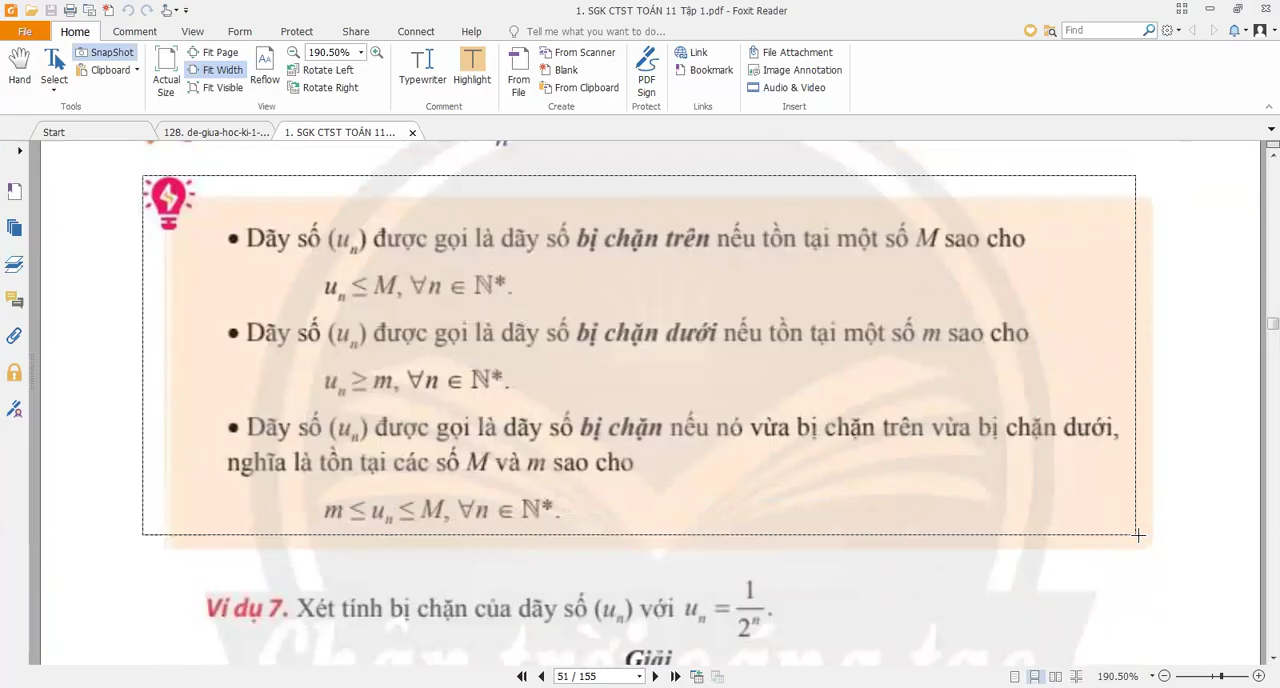 1. SGK CTST TOÁN 11 Tập 1.pdf - Foxit Reader
File Home Comment View Form Protect Share Connect Help Tell me what you want to do... Find
Hand Select SnapShot Clipboard Actual Size Fit Page Fit Width Fit Visible Reflow 190.50% Rotate Left Rotate Right Typewriter Highlight From File From Scanner Blank From Clipboard PDF Sign Link Bookmark File Attachment Image Annotation Audio & Video
Tools View Comment Create Protect Links Insert
Start 128. de-giua-hoc-ki-1-... 1. SGK CTST TOÁN 11...
n
• Dãy số (uₙ) được gọi là dãy số bị chặn trên nếu tồn tại một số M sao cho
uₙ ≤ M, ∀n ∈ ℕ*.
• Dãy số (uₙ) được gọi là dãy số bị chặn dưới nếu tồn tại một số m sao cho
uₙ ≥ m, ∀n ∈ ℕ*.
• Dãy số (uₙ) được gọi là dãy số bị chặn nếu nó vừa bị chặn trên vừa bị chặn dưới,
nghĩa là tồn tại các số M và m sao cho
m ≤ uₙ ≤ M, ∀n ∈ ℕ*.
Ví dụ 7. Xét tính bị chặn của dãy số (uₙ) với uₙ = 1/2ⁿ.
Giải
Chân trời sáng tạo
51 / 155 190.50%